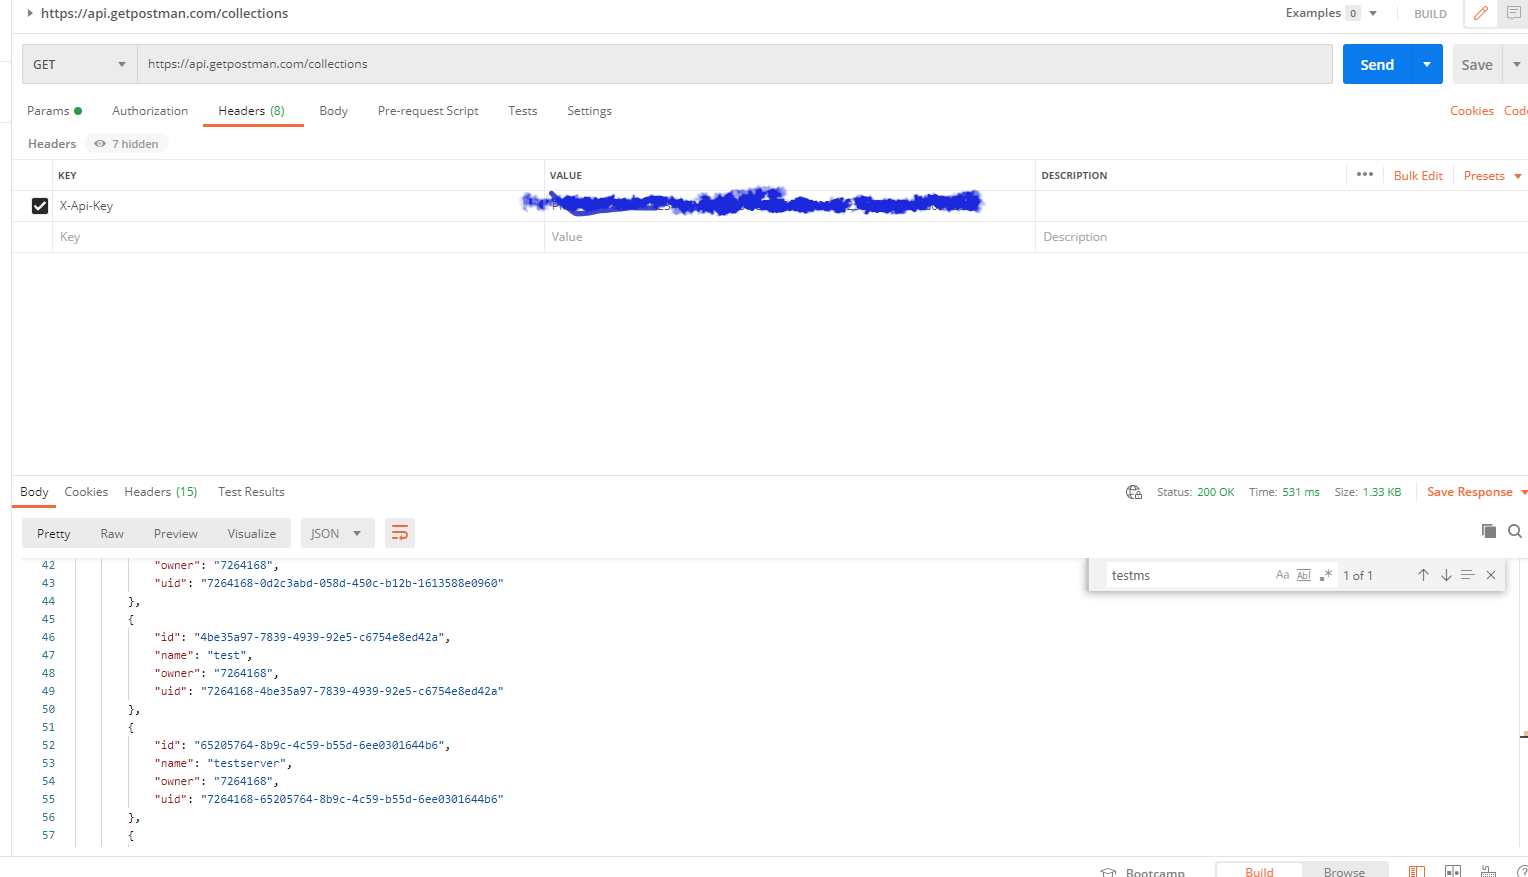 https://api.getpostman.com/collections
Examples 0 BUILD
GET https://api.getpostman.com/collections Send Save
Params Authorization Headers (8) Body Pre-request Script Tests Settings Cookies
Headers 7 hidden
KEY VALUE DESCRIPTION ••• Bulk Edit Presets
X-Api-Key
Key Value Description
Body Cookies Headers (15) Test Results Status: 200 OK Time: 531 ms Size: 1.33 KB Save Response
Pretty Raw Preview Visualize JSON
testms Aa Abl .* 1 of 1
42 "owner": "7264168",
43 "uid": "7264168-0d2c3abd-058d-450c-b12b-1613588e0960"
44 },
45 {
46 "id": "4be35a97-7839-4939-92e5-c6754e8ed42a",
47 "name": "test",
48 "owner": "7264168",
49 "uid": "7264168-4be35a97-7839-4939-92e5-c6754e8ed42a"
50 },
51 {
52 "id": "65205764-8b9c-4c59-b55d-6ee0301644b6",
53 "name": "testserver",
54 "owner": "7264168",
55 "uid": "7264168-65205764-8b9c-4c59-b55d-6ee0301644b6"
56 },
57 {
Bootcamp Build Browse